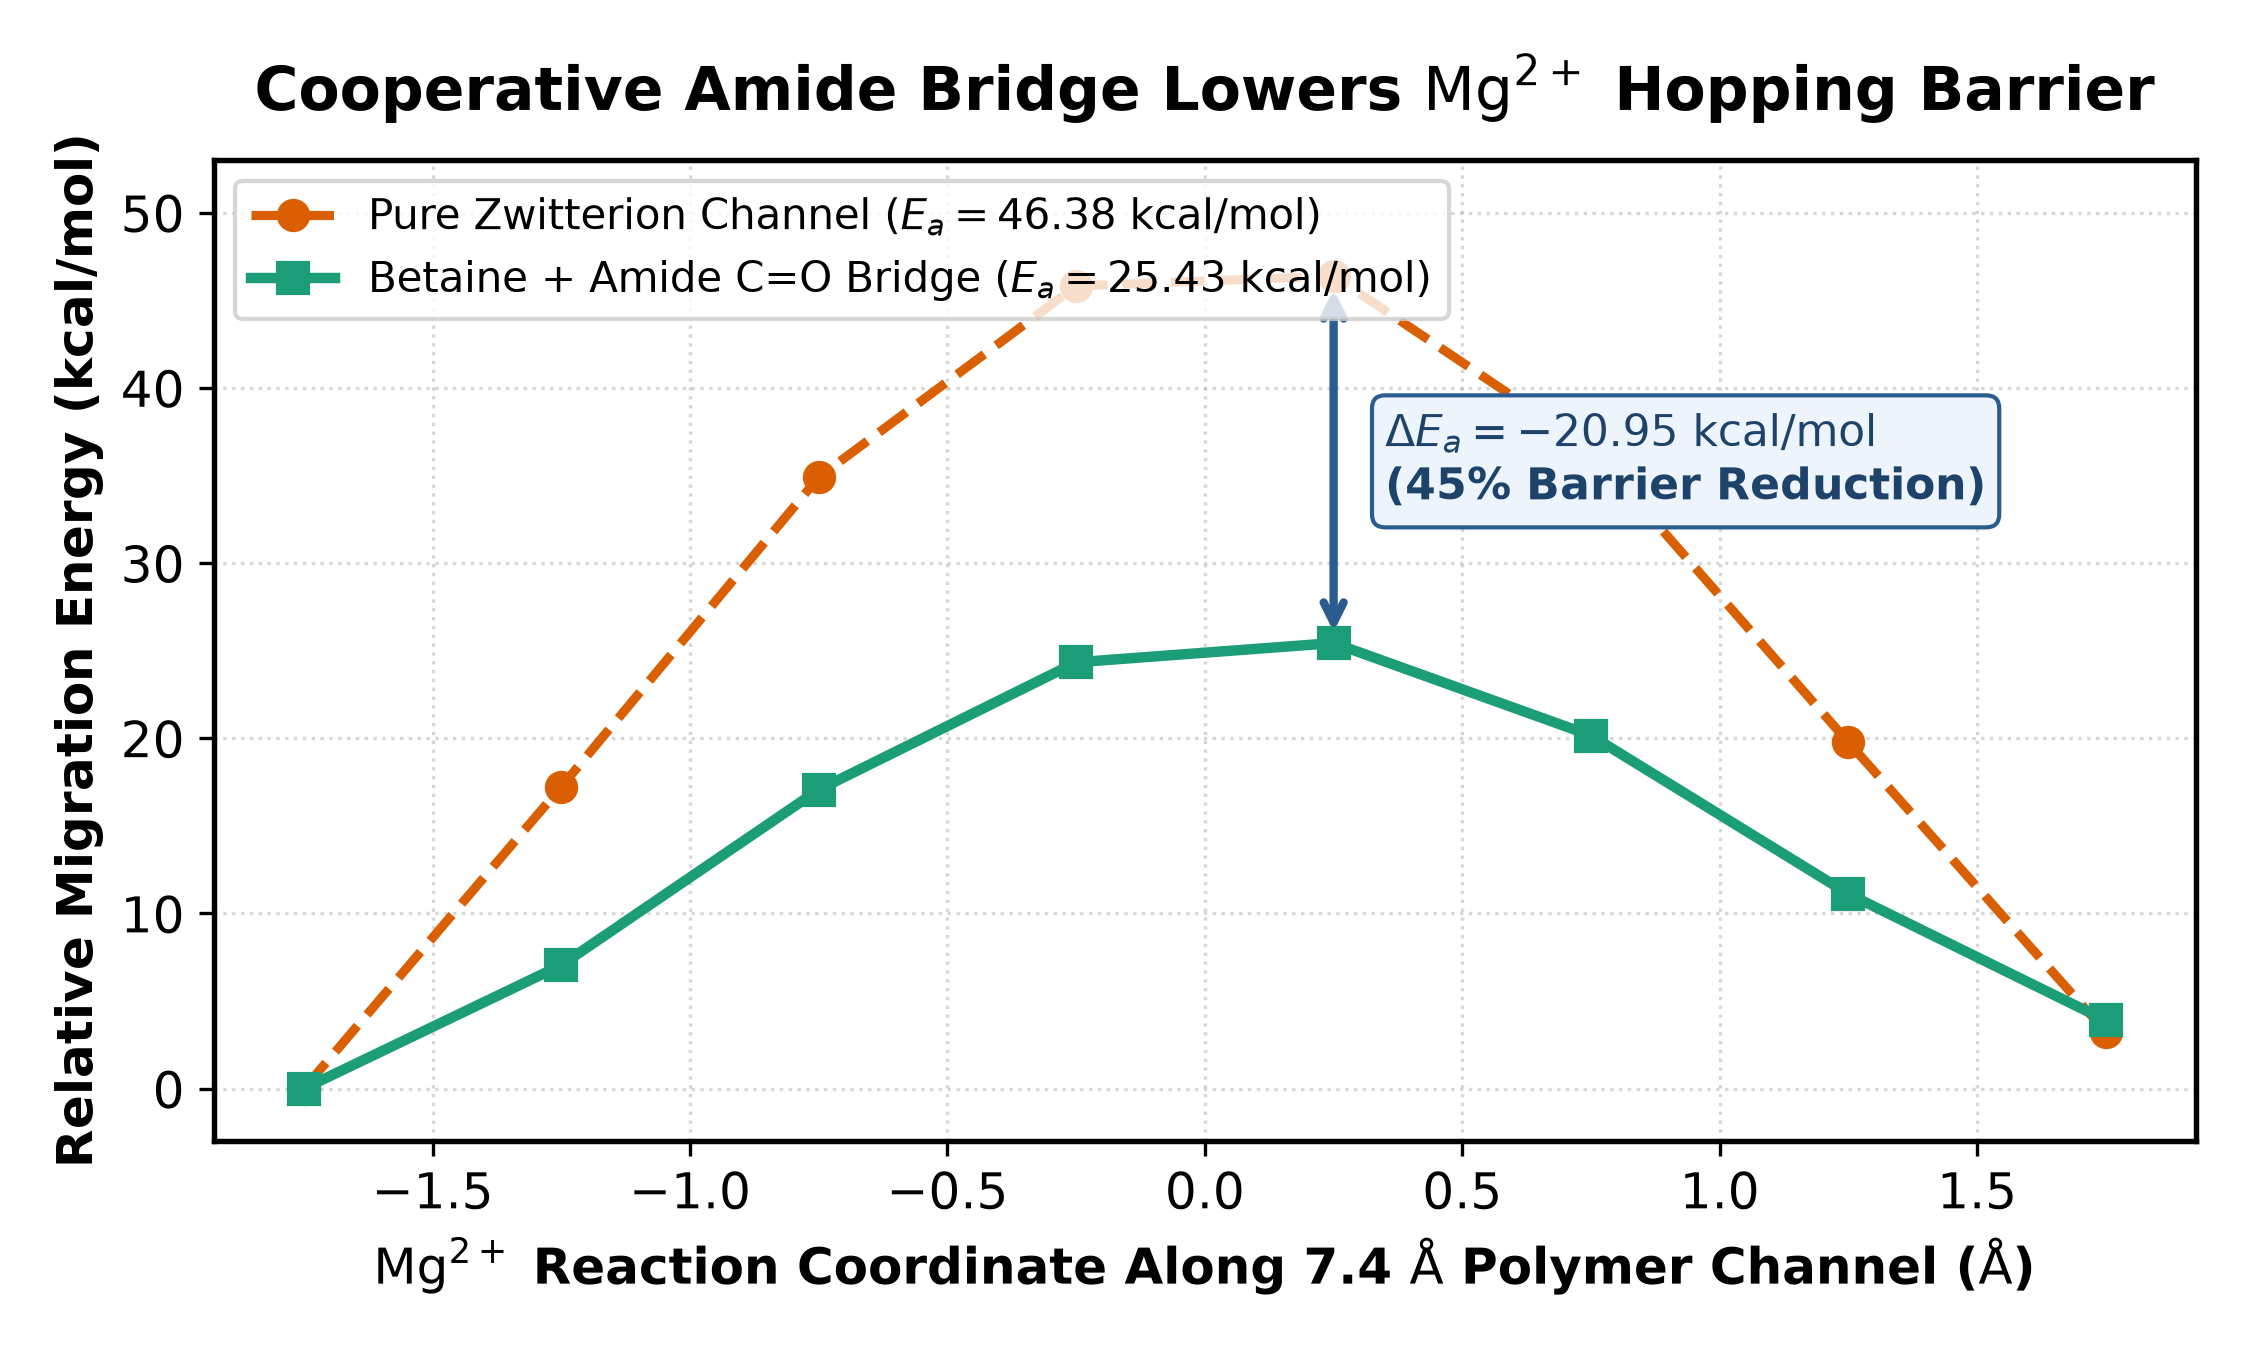 Cooperative Amide Bridge Lowers Mg²⁺ Hopping Barrier
Relative Migration Energy (kcal/mol)
50
40
30
20
10
0
Pure Zwitterion Channel (Eₐ = 46.38 kcal/mol)
Betaine + Amide C=O Bridge (Eₐ = 25.43 kcal/mol)
ΔEₐ = −20.95 kcal/mol
(45% Barrier Reduction)
−1.5 −1.0 −0.5 0.0 0.5 1.0 1.5
Mg²⁺ Reaction Coordinate Along 7.4 Å Polymer Channel (Å)